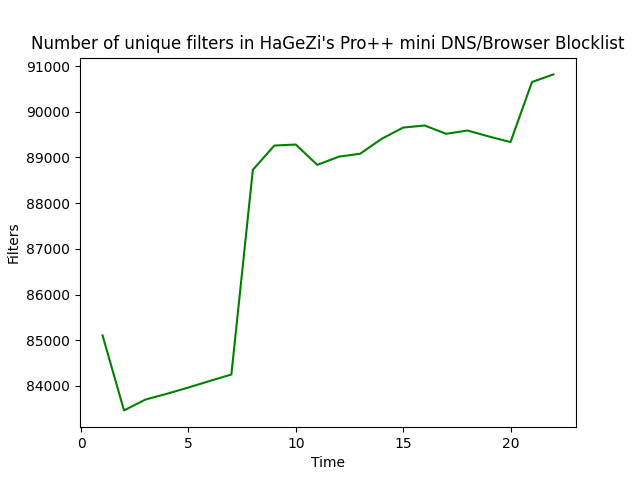 Number of unique filters in HaGeZi's Pro++ mini DNS/Browser Blocklist
91000
90000
89000
88000
87000
86000
85000
84000
Filters
0 5 10 15 20
Time